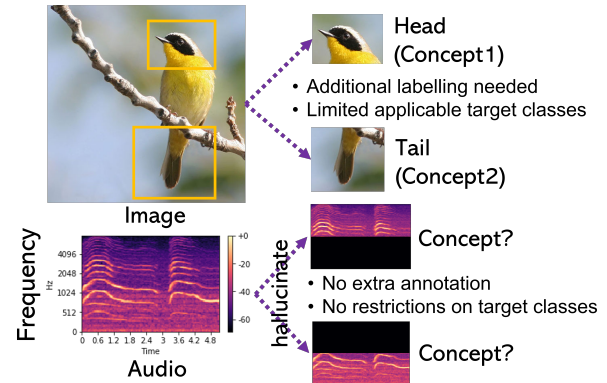 Head
(Concept1)
• Additional labelling needed
• Limited applicable target classes
Tail
(Concept2)
Image
Frequency
Hz
4096
2048
1024
512
0
0 0.6 1.2 1.8 2.4 3 3.6 4.2 4.8
Time
+0
-20
-40
-60
Audio
hallucinate
Concept?
• No extra annotation
• No restrictions on target classes
Concept?